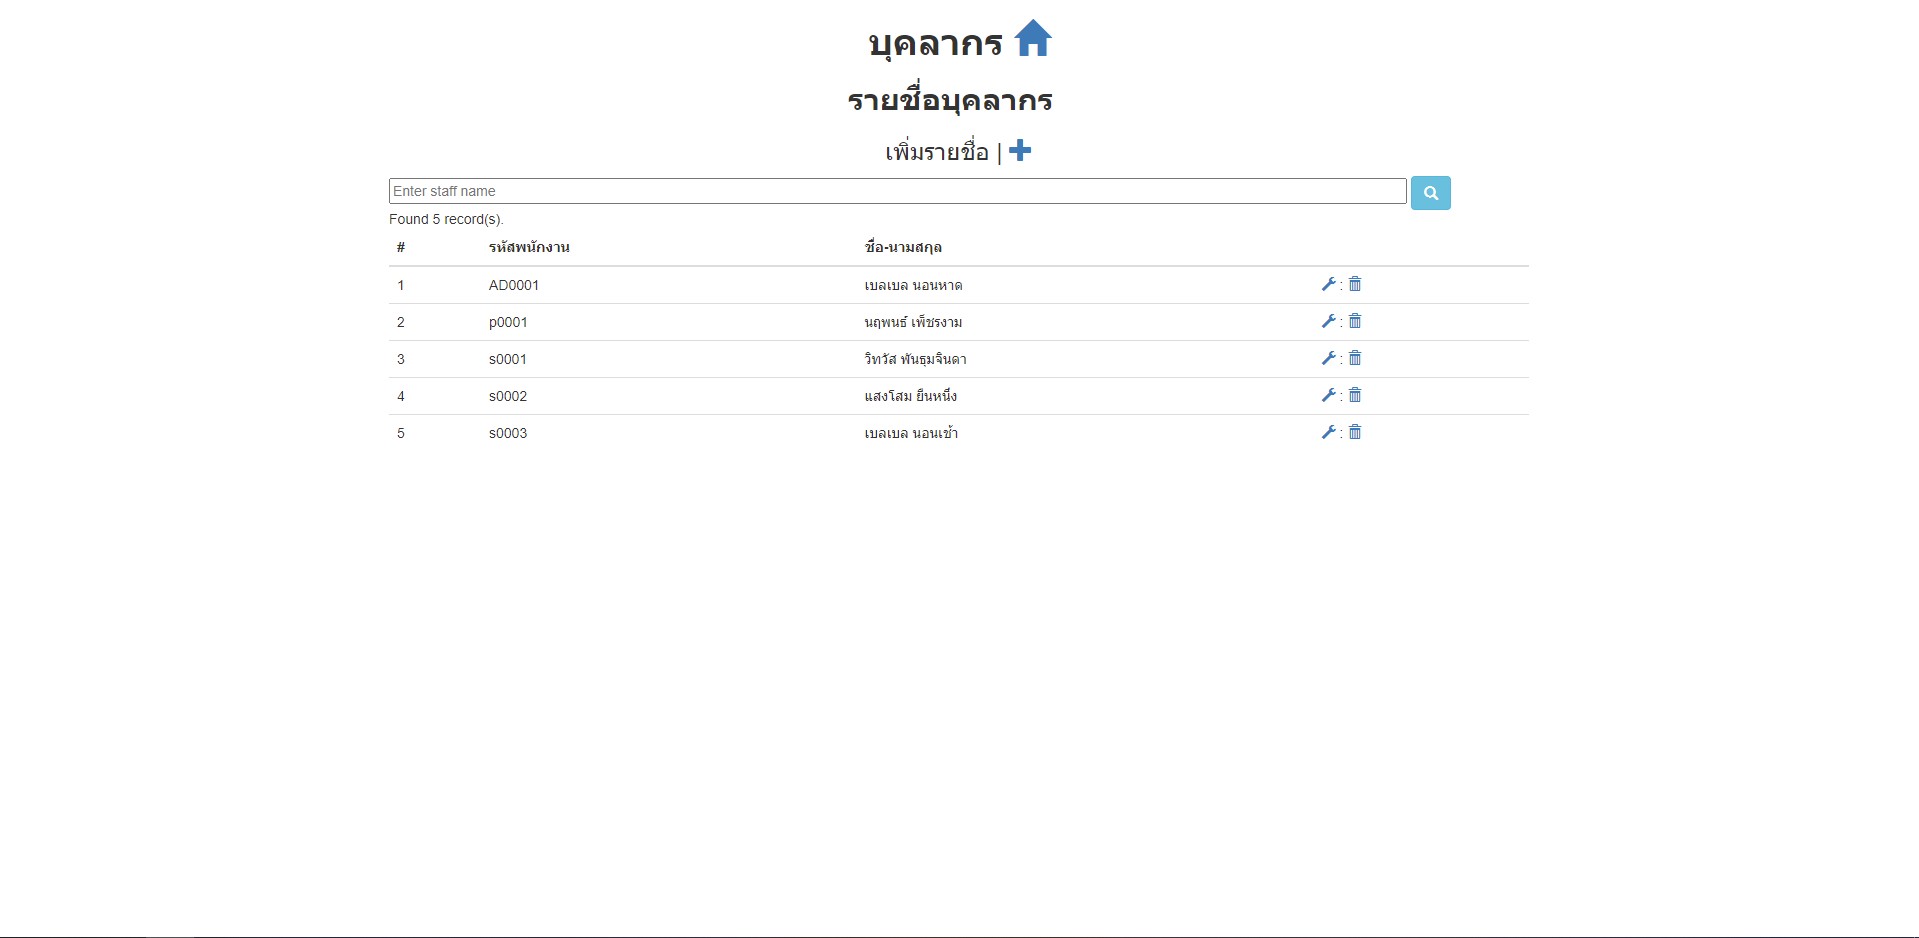 บุคลากร
รายชื่อบุคลากร
เพิ่มรายชื่อ |
Enter staff name
Found 5 record(s).
# รหัสพนักงาน ชื่อ-นามสกุล
1 AD0001 เบลเบล นอนหาด :
2 p0001 นฤพนธ์ เพ็ชรงาม :
3 s0001 วิทวัส พันธุมจินดา :
4 s0002 แสงโสม ยืนหนึ่ง :
5 s0003 เบลเบล นอนเช้า :